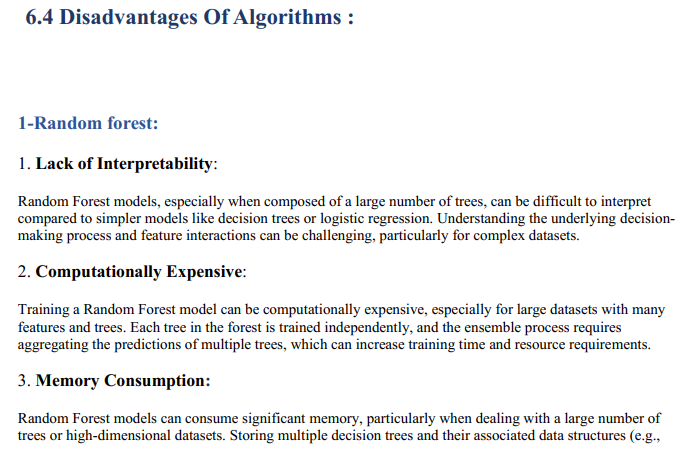 6.4 Disadvantages Of Algorithms :
1-Random forest:
1. Lack of Interpretability:
Random Forest models, especially when composed of a large number of trees, can be difficult to interpret
compared to simpler models like decision trees or logistic regression. Understanding the underlying decision-
making process and feature interactions can be challenging, particularly for complex datasets.
2. Computationally Expensive:
Training a Random Forest model can be computationally expensive, especially for large datasets with many
features and trees. Each tree in the forest is trained independently, and the ensemble process requires
aggregating the predictions of multiple trees, which can increase training time and resource requirements.
3. Memory Consumption:
Random Forest models can consume significant memory, particularly when dealing with a large number of
trees or high-dimensional datasets. Storing multiple decision trees and their associated data structures (e.g.,